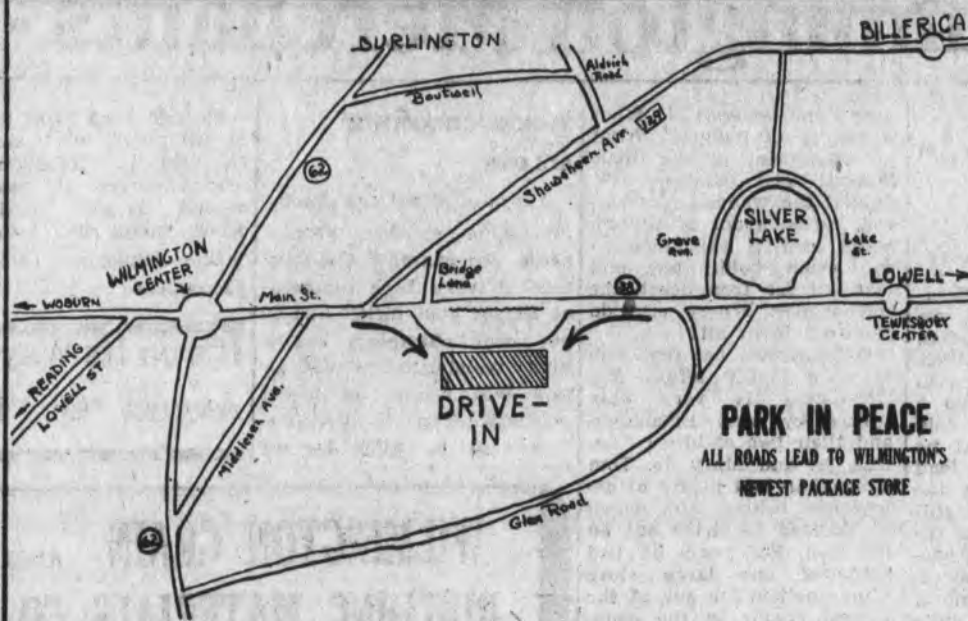 BURLINGTON
BILLERICA
Aldrich
Road
Boutwell
Shawsheen Ave.
129
62
SILVER
LAKE
Grove
Ave.
Lake
St.
WILMINGTON
CENTER
Bridge
Lane
LOWELL
Main St.
38
WOBURN
TEWKSBURY
CENTER
READING
LOWELL ST
DRIVE-
IN
Middlesex Ave.
PARK IN PEACE
ALL ROADS LEAD TO WILMINGTON'S
NEWEST PACKAGE STORE
Glen Road
62